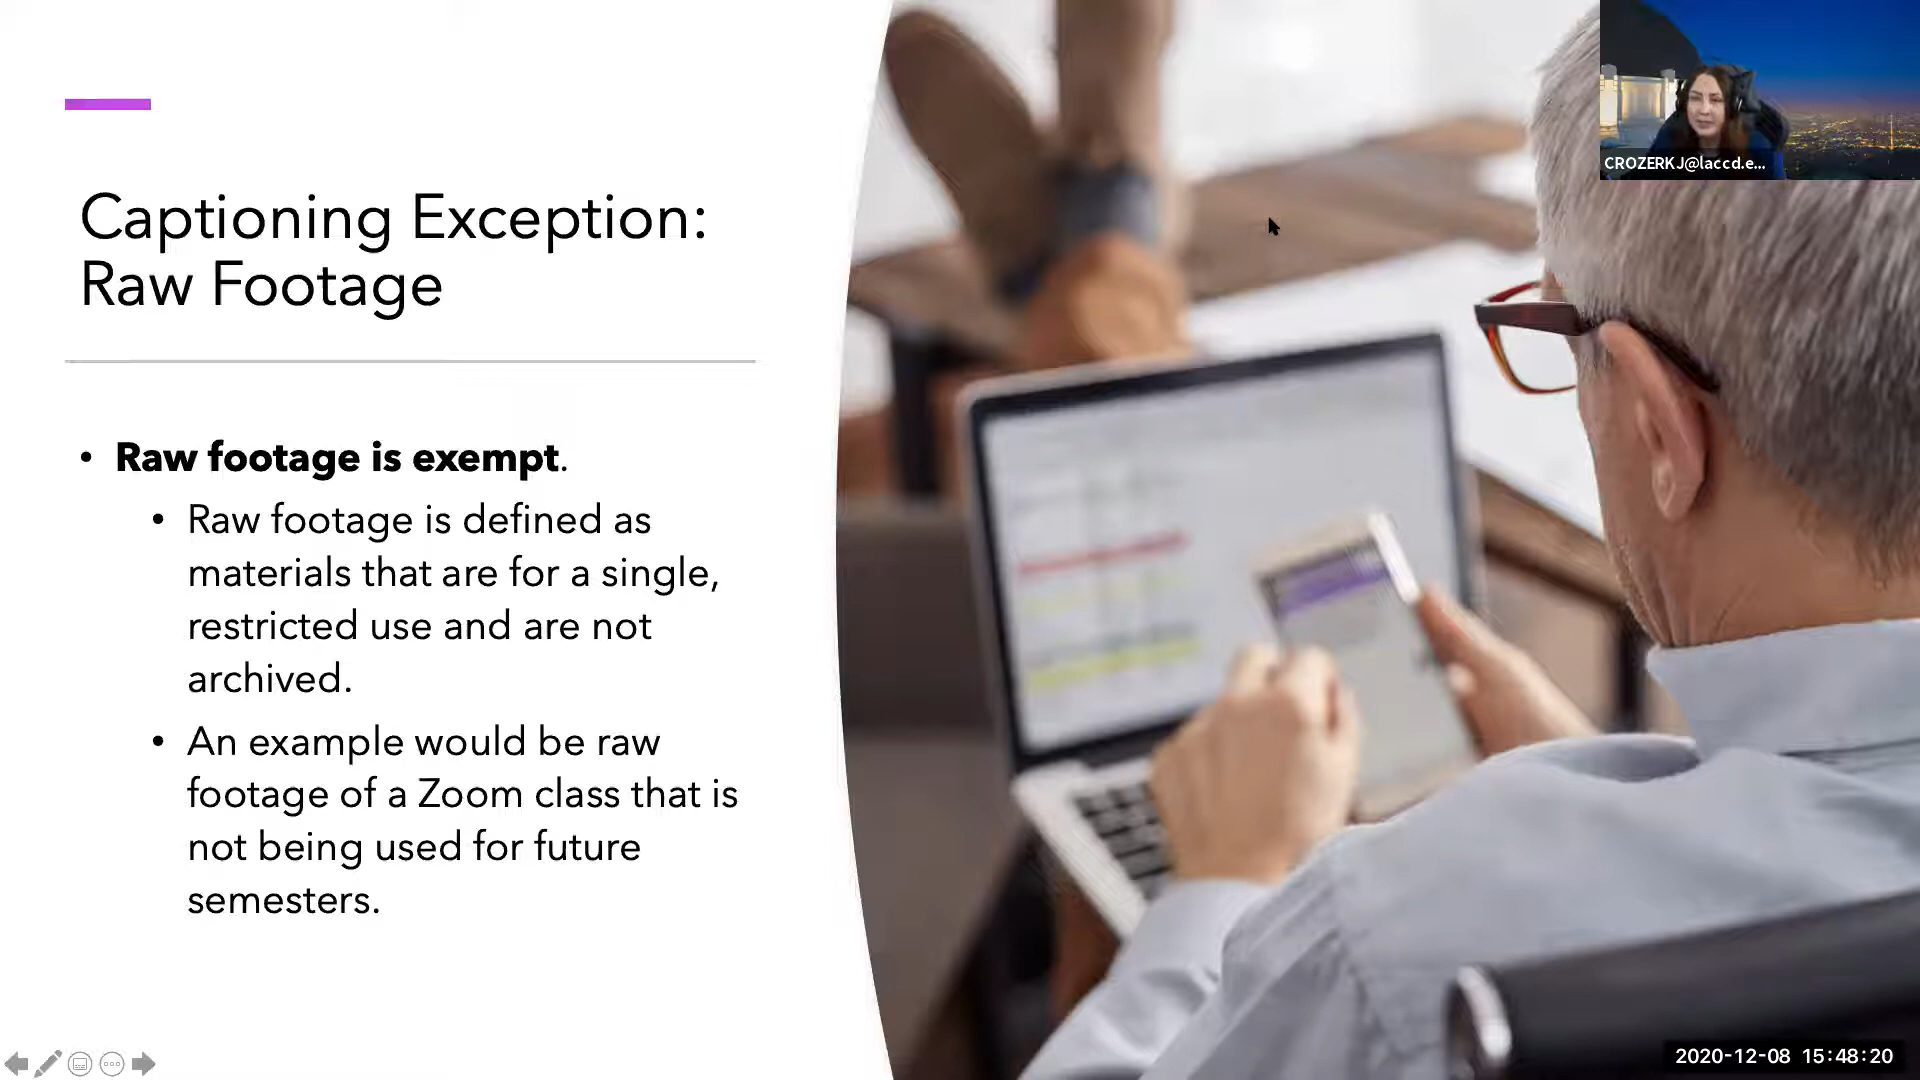 Captioning Exception:
Raw Footage
• Raw footage is exempt.
• Raw footage is defined as
materials that are for a single,
restricted use and are not
archived.
• An example would be raw
footage of a Zoom class that is
not being used for future
semesters.
CROZERKJ@laccd.e...
2020-12-08 15:48:20